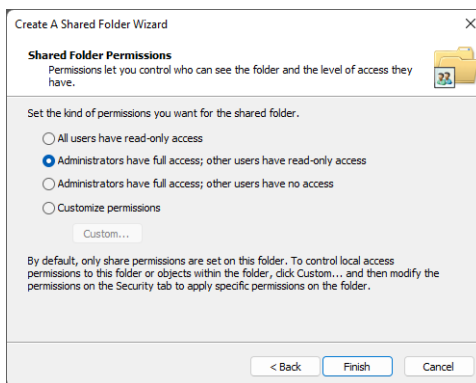 Create A Shared Folder Wizard
Shared Folder Permissions
Permissions let you control who can see the folder and the level of access they
have.
Set the kind of permissions you want for the shared folder.
All users have read-only access
Administrators have full access; other users have read-only access
Administrators have full access; other users have no access
Customize permissions
Custom...
By default, only share permissions are set on this folder. To control local access
permissions to this folder or objects within the folder, click Custom... and then modify the
permissions on the Security tab to apply specific permissions on the folder.
< Back Finish Cancel